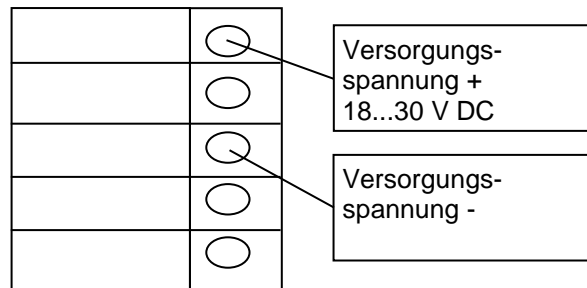 Versorgungs-
spannung +
18...30 V DC
Versorgungs-
spannung -